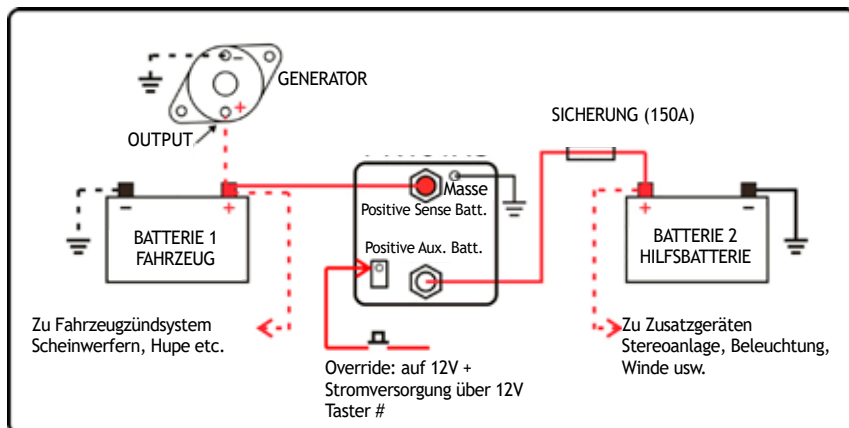 GENERATOR
OUTPUT
SICHERUNG (150A)
Masse
Positive Sense Batt.
Positive Aux. Batt.
- +
BATTERIE 1
FAHRZEUG
+ -
BATTERIE 2
HILFSBATTERIE
Zu Fahrzeugzündsystem
Scheinwerfern, Hupe etc.
Override: auf 12V +
Stromversorgung über 12V
Taster #
Zu Zusatzgeräten
Stereoanlage, Beleuchtung,
Winde usw.